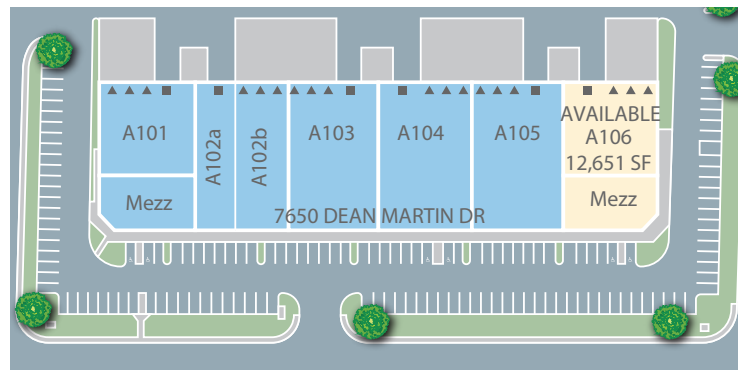 A101
A102a
A102b
A103
A104
A105
AVAILABLE
A106
12,651 SF
Mezz
Mezz
7650 DEAN MARTIN DR